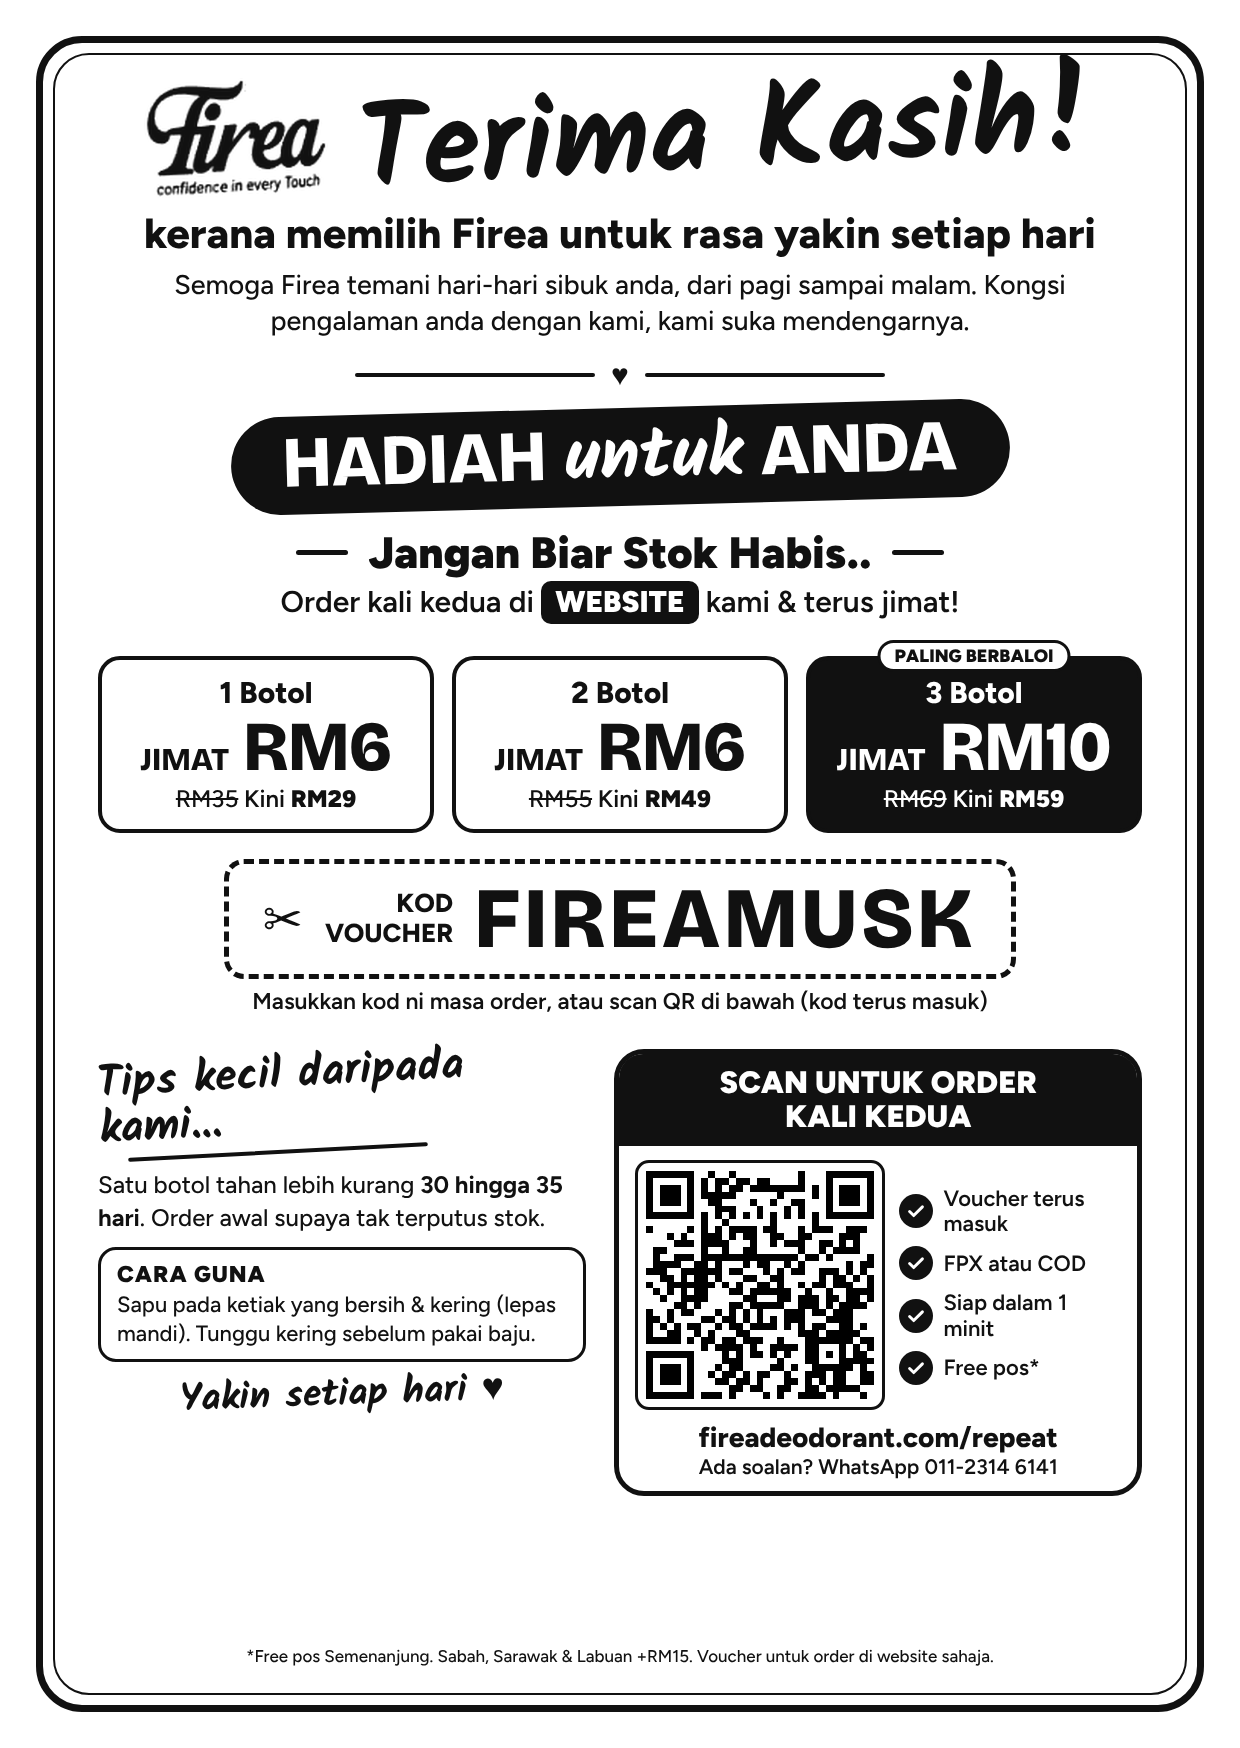 Firea
confidence in every Touch
Terima Kasih!
kerana memilih Firea untuk rasa yakin setiap hari
Semoga Firea temani hari-hari sibuk anda, dari pagi sampai malam. Kongsi
pengalaman anda dengan kami, kami suka mendengarnya.
♥
HADIAH untuk ANDA
Jangan Biar Stok Habis..
Order kali kedua di WEBSITE kami & terus jimat!
1 Botol
JIMAT RM6
RM35 Kini RM29
2 Botol
JIMAT RM6
RM55 Kini RM49
PALING BERBALOI
3 Botol
JIMAT RM10
RM69 Kini RM59
KOD
VOUCHER
FIREAMUSK
Masukkan kod ni masa order, atau scan QR di bawah (kod terus masuk)
Tips kecil daripada
kami...
Satu botol tahan lebih kurang 30 hingga 35
hari. Order awal supaya tak terputus stok.
CARA GUNA
Sapu pada ketiak yang bersih & kering (lepas
mandi). Tunggu kering sebelum pakai baju.
Yakin setiap hari ♥
SCAN UNTUK ORDER
KALI KEDUA
Voucher terus
masuk
FPX atau COD
Siap dalam 1
minit
Free pos*
fireadeodorant.com/repeat
Ada soalan? WhatsApp 011-2314 6141
*Free pos Semenanjung. Sabah, Sarawak & Labuan +RM15. Voucher untuk order di website sahaja.